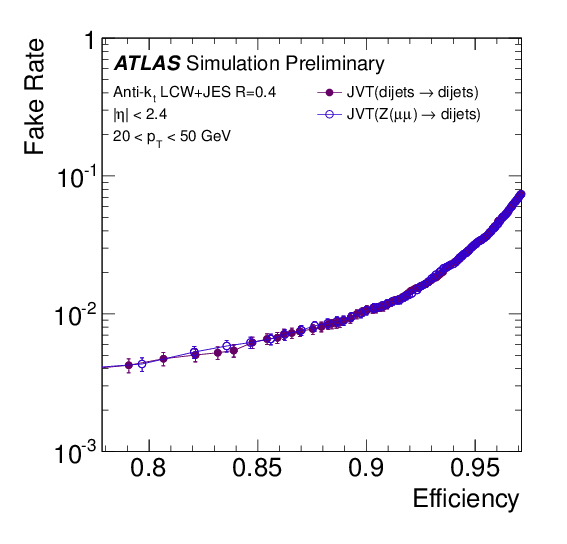 Fake Rate
1
10⁻¹
10⁻²
10⁻³
ATLAS Simulation Preliminary
Anti-kₜ LCW+JES R=0.4
|η| < 2.4
20 < p_T < 50 GeV
JVT(dijets → dijets)
JVT(Z(μμ) → dijets)
0.8 0.85 0.9 0.95
Efficiency